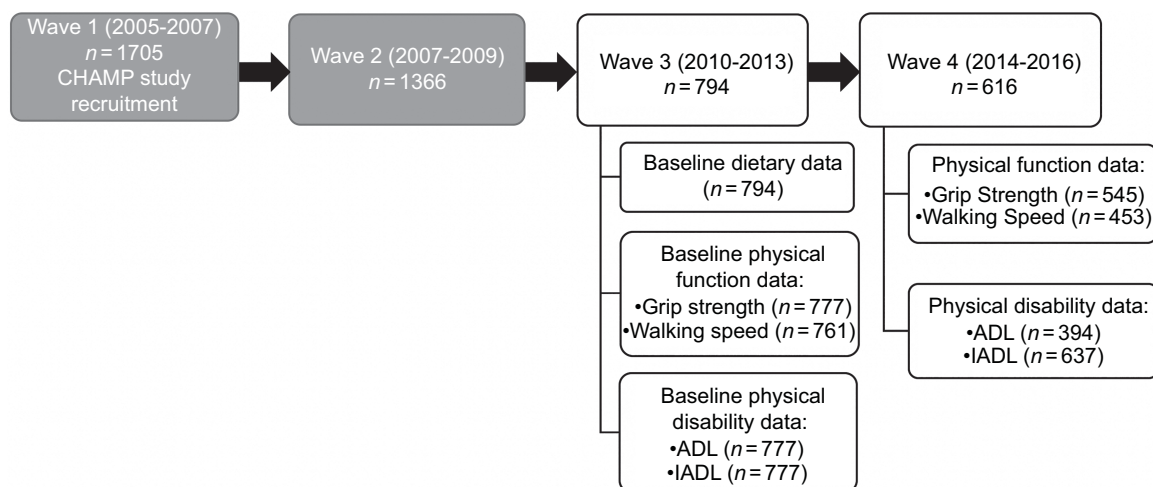 Wave 1 (2005-2007)
n=1705
CHAMP study
recruitment
Wave 2 (2007-2009)
n=1366
Wave 3 (2010-2013)
n=794
Wave 4 (2014-2016)
n=616
Baseline dietary data
(n=794)
Baseline physical
function data:
•Grip strength (n=777)
•Walking speed (n=761)
Baseline physical
disability data:
•ADL (n=777)
•IADL (n=777)
Physical function data:
•Grip Strength (n=545)
•Walking Speed (n=453)
Physical disability data:
•ADL (n=394)
•IADL (n=637)